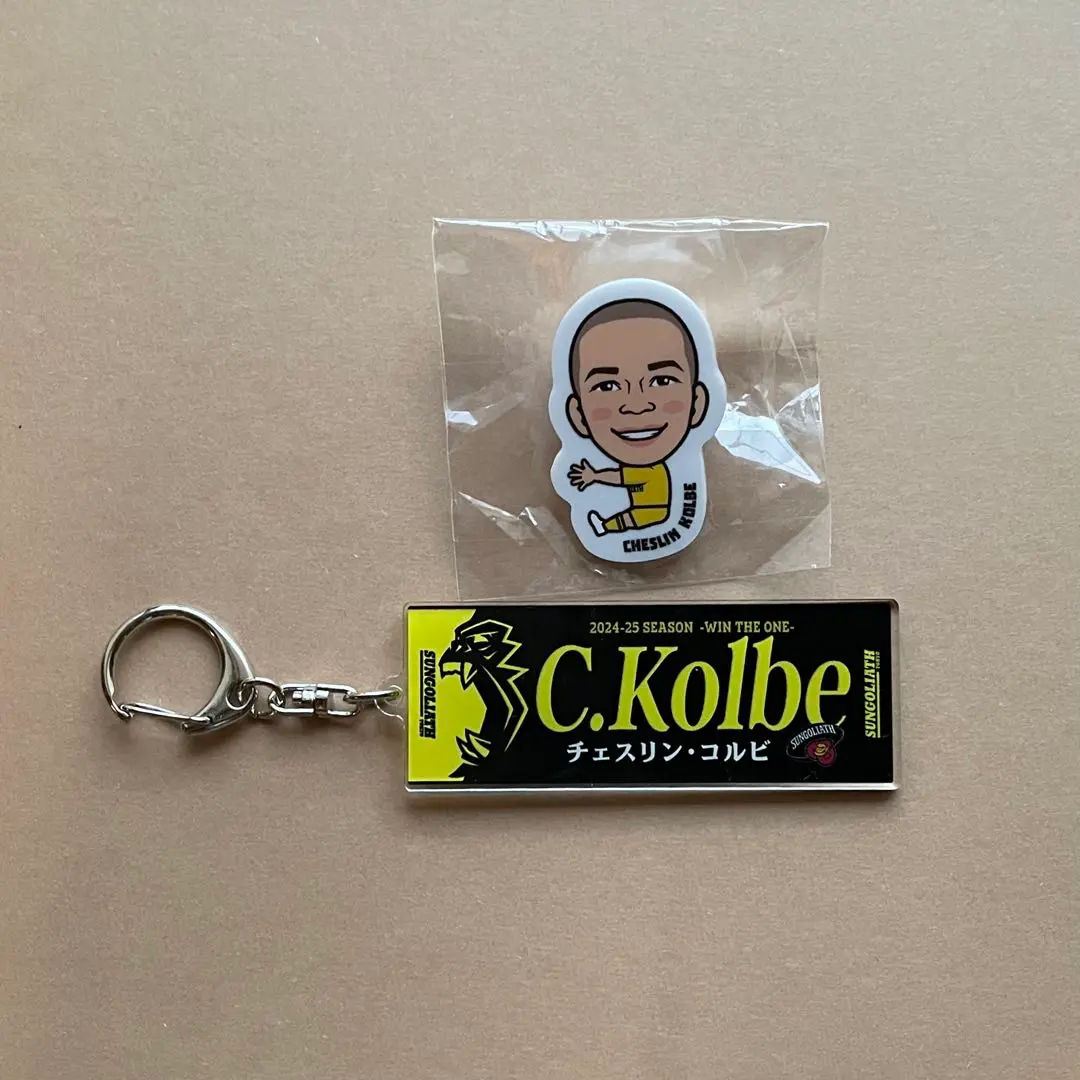 CHESLIN KOLBE
SUNGOLIATH
2024-25 SEASON -WIN THE ONE-
C.Kolbe
チェスリン・コルビ
SUNGOLIATH
SUNGOLIATH
TOKYO